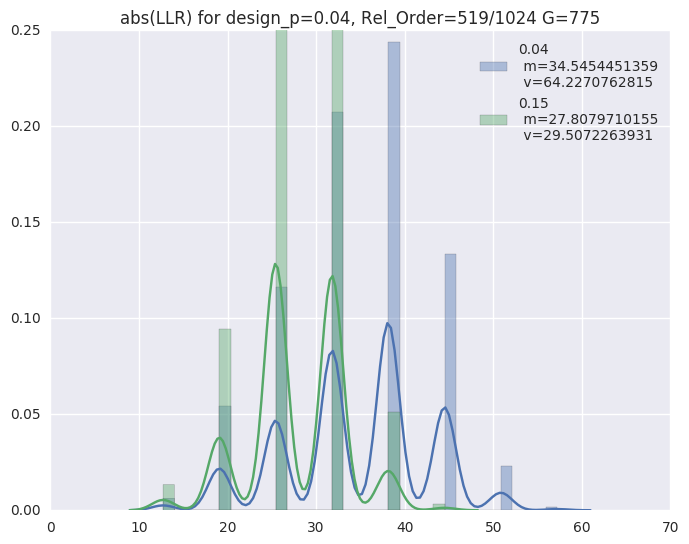 abs(LLR) for design_p=0.04, Rel_Order=519/1024 G=775
0.25
0.20
0.15
0.10
0.05
0.00
0 10 20 30 40 50 60 70
0.04
m=34.5454451359
v=64.2270762815
0.15
m=27.8079710155
v=29.5072263931